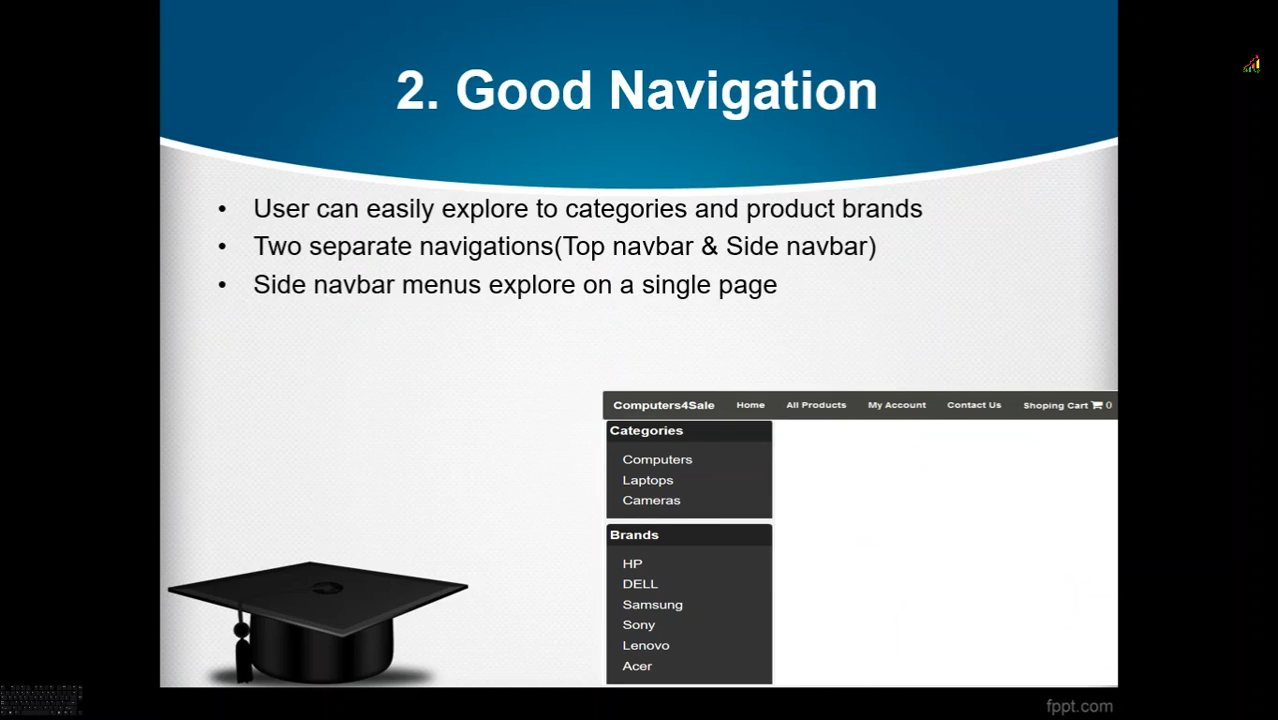 2. Good Navigation
• User can easily explore to categories and product brands
• Two separate navigations(Top navbar & Side navbar)
• Side navbar menus explore on a single page
Computers4Sale Home All Products My Account Contact Us Shoping Cart 0
Categories
Computers
Laptops
Cameras
Brands
HP
DELL
Samsung
Sony
Lenovo
Acer
fppt.com